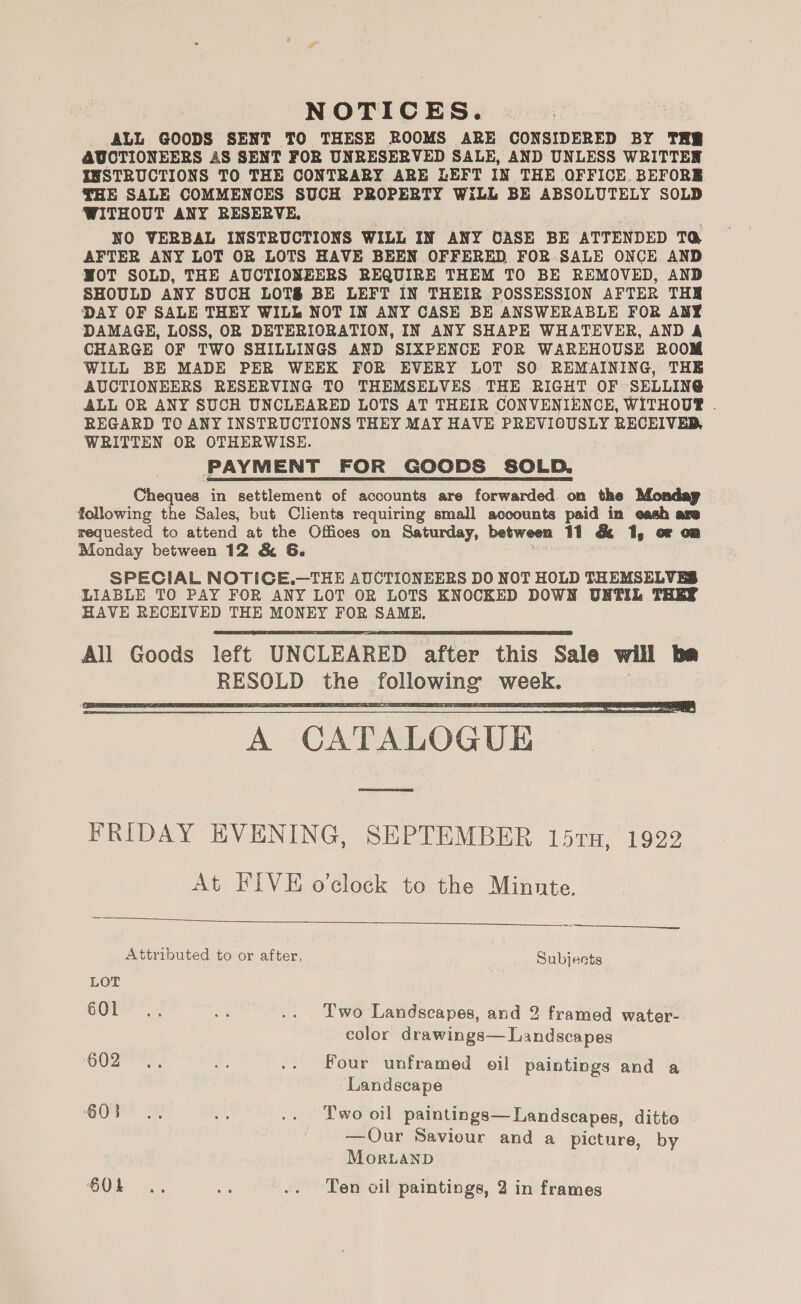 NOTICES.
ALL GOODS SENT TO THESE ROOMS ARE CONSIDERED BY THE
AUCTIONEERS AS SENT FOR UNRESERVED SALE, AND UNLESS WRITTEN
INSTRUCTIONS TO THE CONTRARY ARE LEFT IN THE OFFICE BEFORE
THE SALE COMMENCES SUCH PROPERTY WILL BE ABSOLUTELY SOLD
WITHOUT ANY RESERVE.
NO VERBAL INSTRUCTIONS WILL IN ANY CASE BE ATTENDED TO
AFTER ANY LOT OR LOTS HAVE BEEN OFFERED FOR SALE ONCE AND
NOT SOLD, THE AUCTIONEERS REQUIRE THEM TO BE REMOVED, AND
SHOULD ANY SUCH LOTS BE LEFT IN THEIR POSSESSION AFTER THE
DAY OF SALE THEY WILL NOT IN ANY CASE BE ANSWERABLE FOR ANY
DAMAGE, LOSS, OR DETERIORATION, IN ANY SHAPE WHATEVER, AND A
CHARGE OF TWO SHILLINGS AND SIXPENCE FOR WAREHOUSE ROOM
WILL BE MADE PER WEEK FOR EVERY LOT SO REMAINING, THE
AUCTIONEERS RESERVING TO THEMSELVES THE RIGHT OF SELLING
ALL OR ANY SUCH UNCLEARED LOTS AT THEIR CONVENIENCE, WITHOUT
REGARD TO ANY INSTRUCTIONS THEY MAY HAVE PREVIOUSLY RECEIVED,
WRITTEN OR OTHERWISE.
PAYMENT FOR GOODS SOLD.
Cheques in settlement of accounts are forwarded on the Monday
following the Sales, but Clients requiring small accounts paid in cash are
requested to attend at the Offices on Saturday, between 11 & 1, or on
Monday between 12 & 6.
SPECIAL NOTICE.—THE AUCTIONEERS DO NOT HOLD THEMSELVES
LIABLE TO PAY FOR ANY LOT OR LOTS KNOCKED DOWN UNTIL THEY
HAVE RECEIVED THE MONEY FOR SAME.
All Goods left UNCLEARED after this Sale will be
RESOLD the following week.
A CATALOGUE
FRIDAY EVENING, SEPTEMBER 15TH, 1922
At FIVE o'clock to the Minute.
Attributed to or after, Subjects
LOT
601 .. .. .. Two Landscapes, and 2 framed water-
color drawings—Landscapes
602 .. .. .. Four unframed oil paintings and a
Landscape
603 .. .. .. Two oil paintings—Landscapes, ditto
—Our Saviour and a picture, by
MORLAND
604 .. .. .. Ten oil paintings, 2 in frames